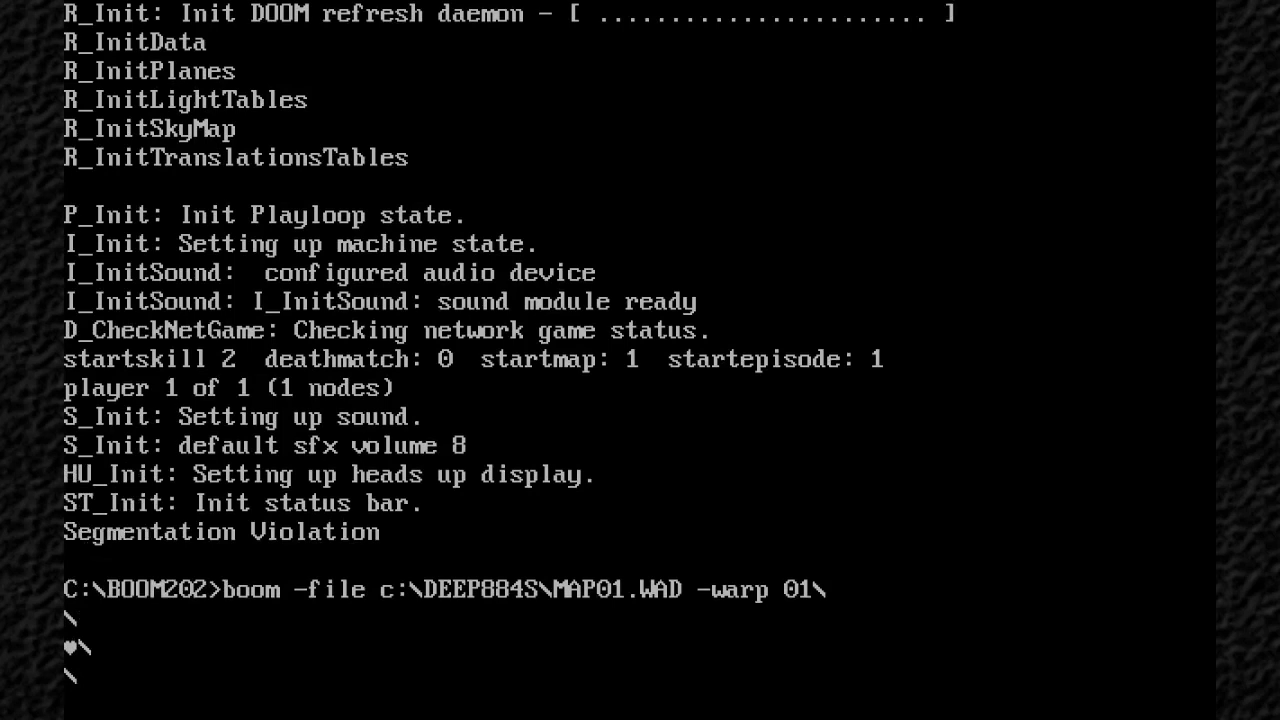 R_Init: Init DOOM refresh daemon - [ ....................... ]
R_InitData
R_InitPlanes
R_InitLightTables
R_InitSkyMap
R_InitTranslationsTables
P_Init: Init Playloop state.
I_Init: Setting up machine state.
I_InitSound:  configured audio device
I_InitSound: I_InitSound: sound module ready
D_CheckNetGame: Checking network game status.
startskill 2  deathmatch: 0  startmap: 1  startepisode: 1
player 1 of 1 (1 nodes)
S_Init: Setting up sound.
S_Init: default sfx volume 8
HU_Init: Setting up heads up display.
ST_Init: Init status bar.
Segmentation Violation
C:\BOOM202>boom -file c:\DEEP884S\MAP01.WAD -warp 01\
\
♥\
\